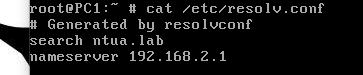 root@PC1:~ # cat /etc/resolv.conf
# Generated by resolvconf
search ntua.lab
nameserver 192.168.2.1